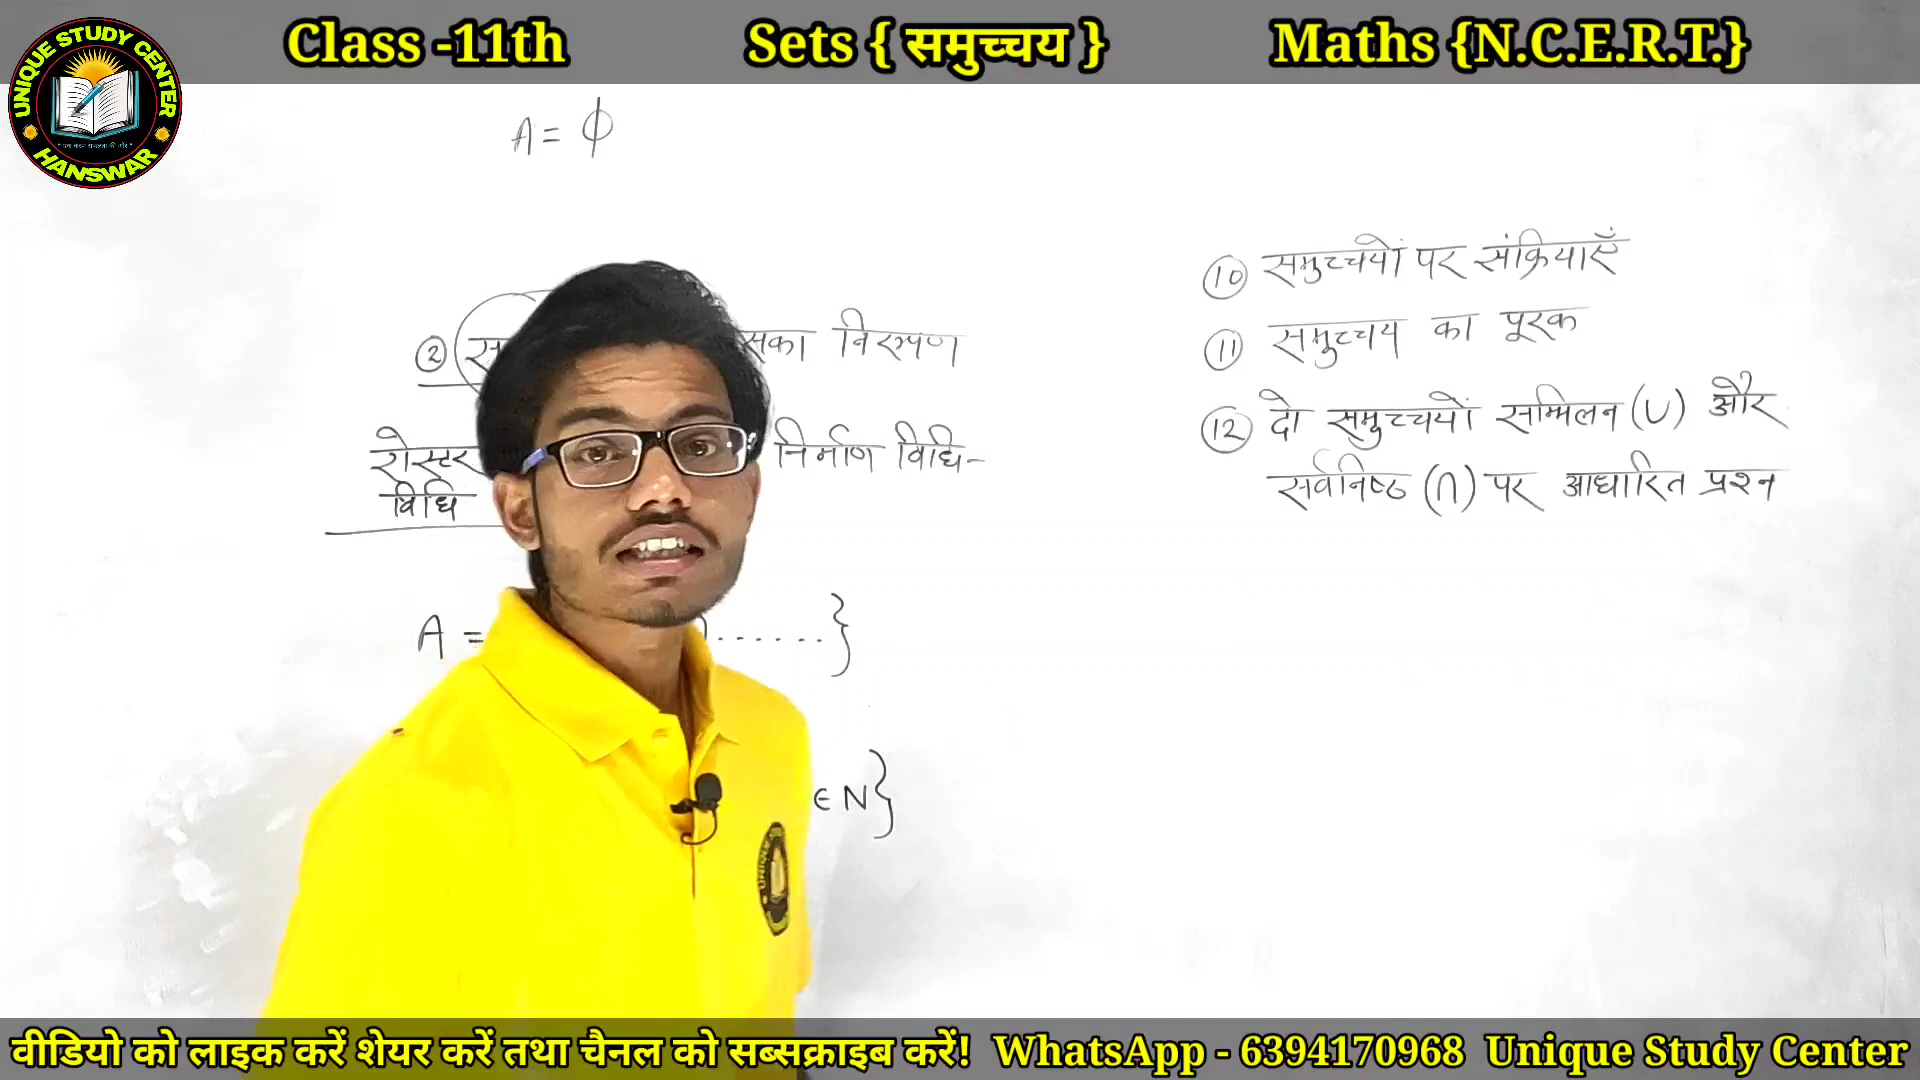 Class -11th
Sets { समुच्चय }
Maths {N.C.E.R.T.}
UNIQUE STUDY CENTER
HANSWAR
A = ϕ
② सका निरूपण
रोस्टर निर्माण विधि-
विधि
A = ......}
∈ N}
⑩ समुच्चयों पर संक्रियाएँ
⑪ समुच्चय का पूरक
⑫ दो समुच्चयों सम्मिलन (∪) और
सर्वनिष्ठ (∩) पर आधारित प्रश्न
वीडियो को लाइक करें शेयर करें तथा चैनल को सब्सक्राइब करें! WhatsApp - 6394170968 Unique Study Center